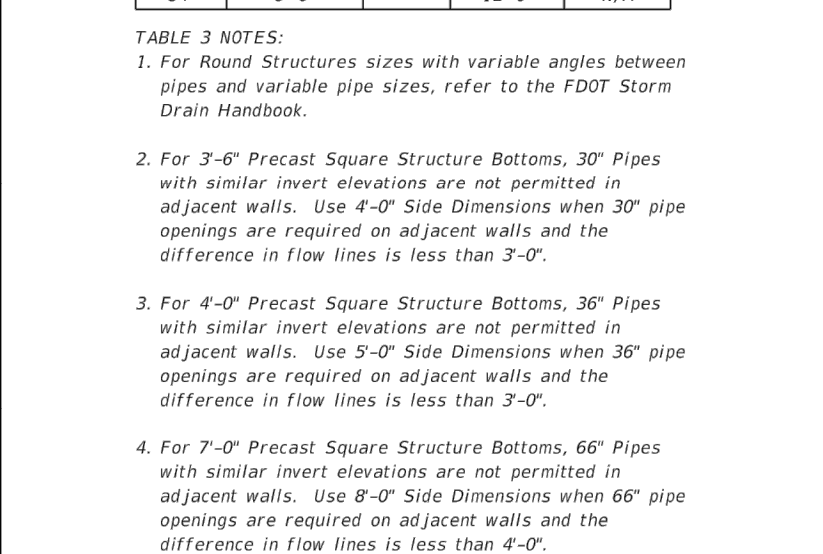 TABLE 3 NOTES:
1. For Round Structures sizes with variable angles between
pipes and variable pipe sizes, refer to the FDOT Storm
Drain Handbook.
2. For 3'-6" Precast Square Structure Bottoms, 30" Pipes
with similar invert elevations are not permitted in
adjacent walls. Use 4'-0" Side Dimensions when 30" pipe
openings are required on adjacent walls and the
difference in flow lines is less than 3'-0".
3. For 4'-0" Precast Square Structure Bottoms, 36" Pipes
with similar invert elevations are not permitted in
adjacent walls. Use 5'-0" Side Dimensions when 36" pipe
openings are required on adjacent walls and the
difference in flow lines is less than 3'-0".
4. For 7'-0" Precast Square Structure Bottoms, 66" Pipes
with similar invert elevations are not permitted in
adjacent walls. Use 8'-0" Side Dimensions when 66" pipe
openings are required on adjacent walls and the
difference in flow lines is less than 4'-0".